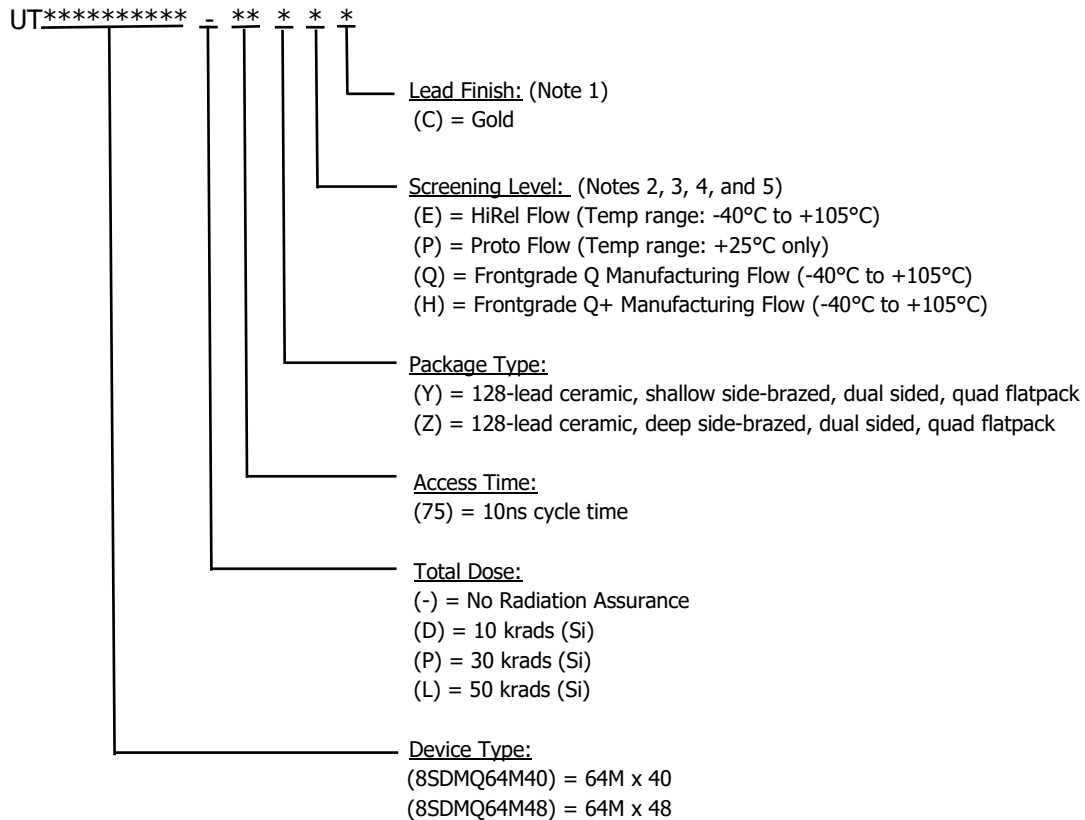 UT********** - ** * * *
Lead Finish: (Note 1)
(C) = Gold
Screening Level: (Notes 2, 3, 4, and 5)
(E) = HiRel Flow (Temp range: -40°C to +105°C)
(P) = Proto Flow (Temp range: +25°C only)
(Q) = Frontgrade Q Manufacturing Flow (-40°C to +105°C)
(H) = Frontgrade Q+ Manufacturing Flow (-40°C to +105°C)
Package Type:
(Y) = 128-lead ceramic, shallow side-brazed, dual sided, quad flatpack
(Z) = 128-lead ceramic, deep side-brazed, dual sided, quad flatpack
Access Time:
(75) = 10ns cycle time
Total Dose:
(-) = No Radiation Assurance
(D) = 10 krads (Si)
(P) = 30 krads (Si)
(L) = 50 krads (Si)
Device Type:
(8SDMQ64M40) = 64M x 40
(8SDMQ64M48) = 64M x 48